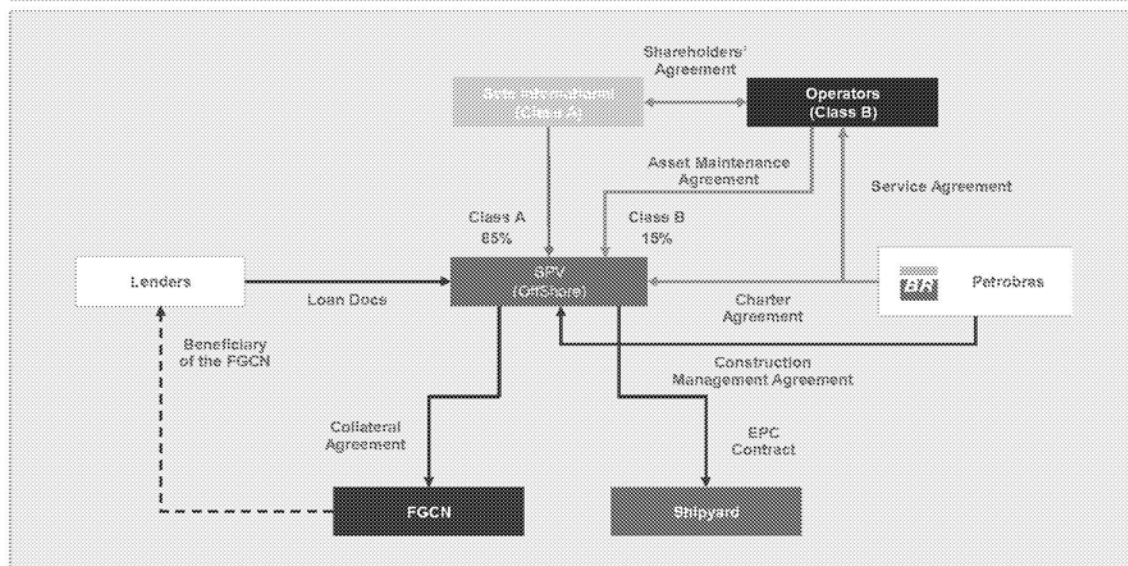 Shareholders'
Agreement
Sete International
(Class A)
Operators
(Class B)
Asset Maintenance
Agreement
Service Agreement
Class A
85%
Class B
15%
Lenders
SPV
(OffShore)
BR
Petrobras
Loan Docs
Charter
Agreement
Beneficiary
of the FGCN
Construction
Management Agreement
Collateral
Agreement
EPC
Contract
FGCN
Shipyard